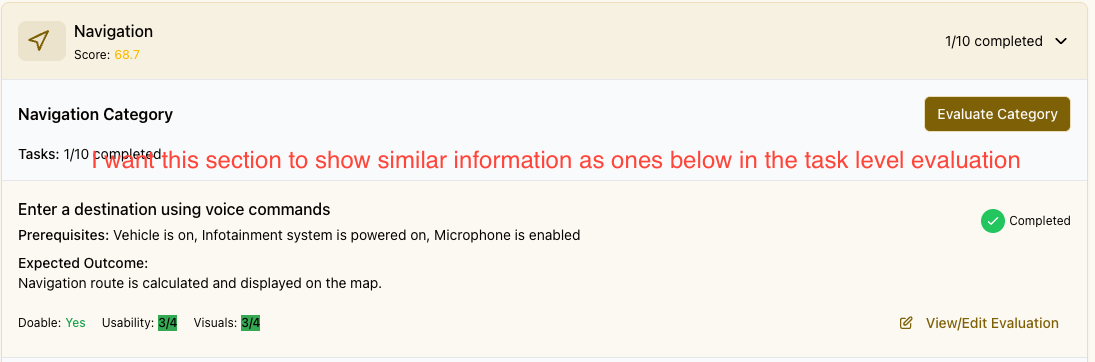 Navigation
Score: 68.7
1/10 completed
Navigation Category
Evaluate Category
Tasks: 1/10 completed
I want this section to show similar information as ones below in the task level evaluation
Enter a destination using voice commands
Completed
Prerequisites: Vehicle is on, Infotainment system is powered on, Microphone is enabled
Expected Outcome:
Navigation route is calculated and displayed on the map.
Doable: Yes Usability: 3/4 Visuals: 3/4
View/Edit Evaluation